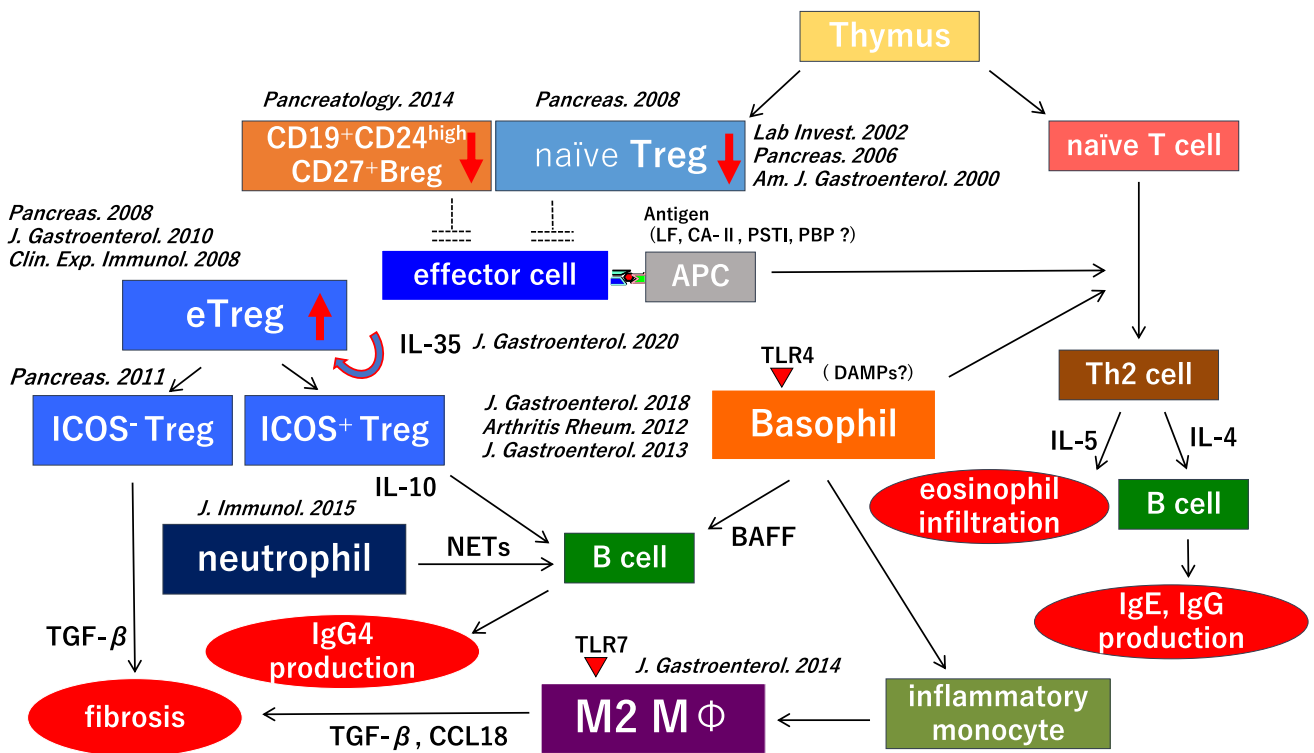 Thymus
Pancreatology. 2014
Pancreas. 2008
CD19⁺CD24ʰⁱᵍʰ
CD27⁺Breg
naïve Treg
Lab Invest. 2002
Pancreas. 2006
Am. J. Gastroenterol. 2000
naïve T cell
Pancreas. 2008
J. Gastroenterol. 2010
Clin. Exp. Immunol. 2008
Antigen
(LF, CA-Ⅱ, PSTI, PBP ?)
effector cell
APC
eTreg
IL-35
J. Gastroenterol. 2020
TLR4
(DAMPs?)
Th2 cell
Pancreas. 2011
ICOS⁻ Treg
ICOS⁺ Treg
J. Gastroenterol. 2018
Arthritis Rheum. 2012
J. Gastroenterol. 2013
Basophil
IL-5
IL-4
IL-10
eosinophil
infiltration
B cell
J. Immunol. 2015
neutrophil
NETs
B cell
BAFF
IgE, IgG
production
TGF-β
IgG4
production
TLR7
J. Gastroenterol. 2014
fibrosis
M2 MΦ
inflammatory
monocyte
TGF-β, CCL18